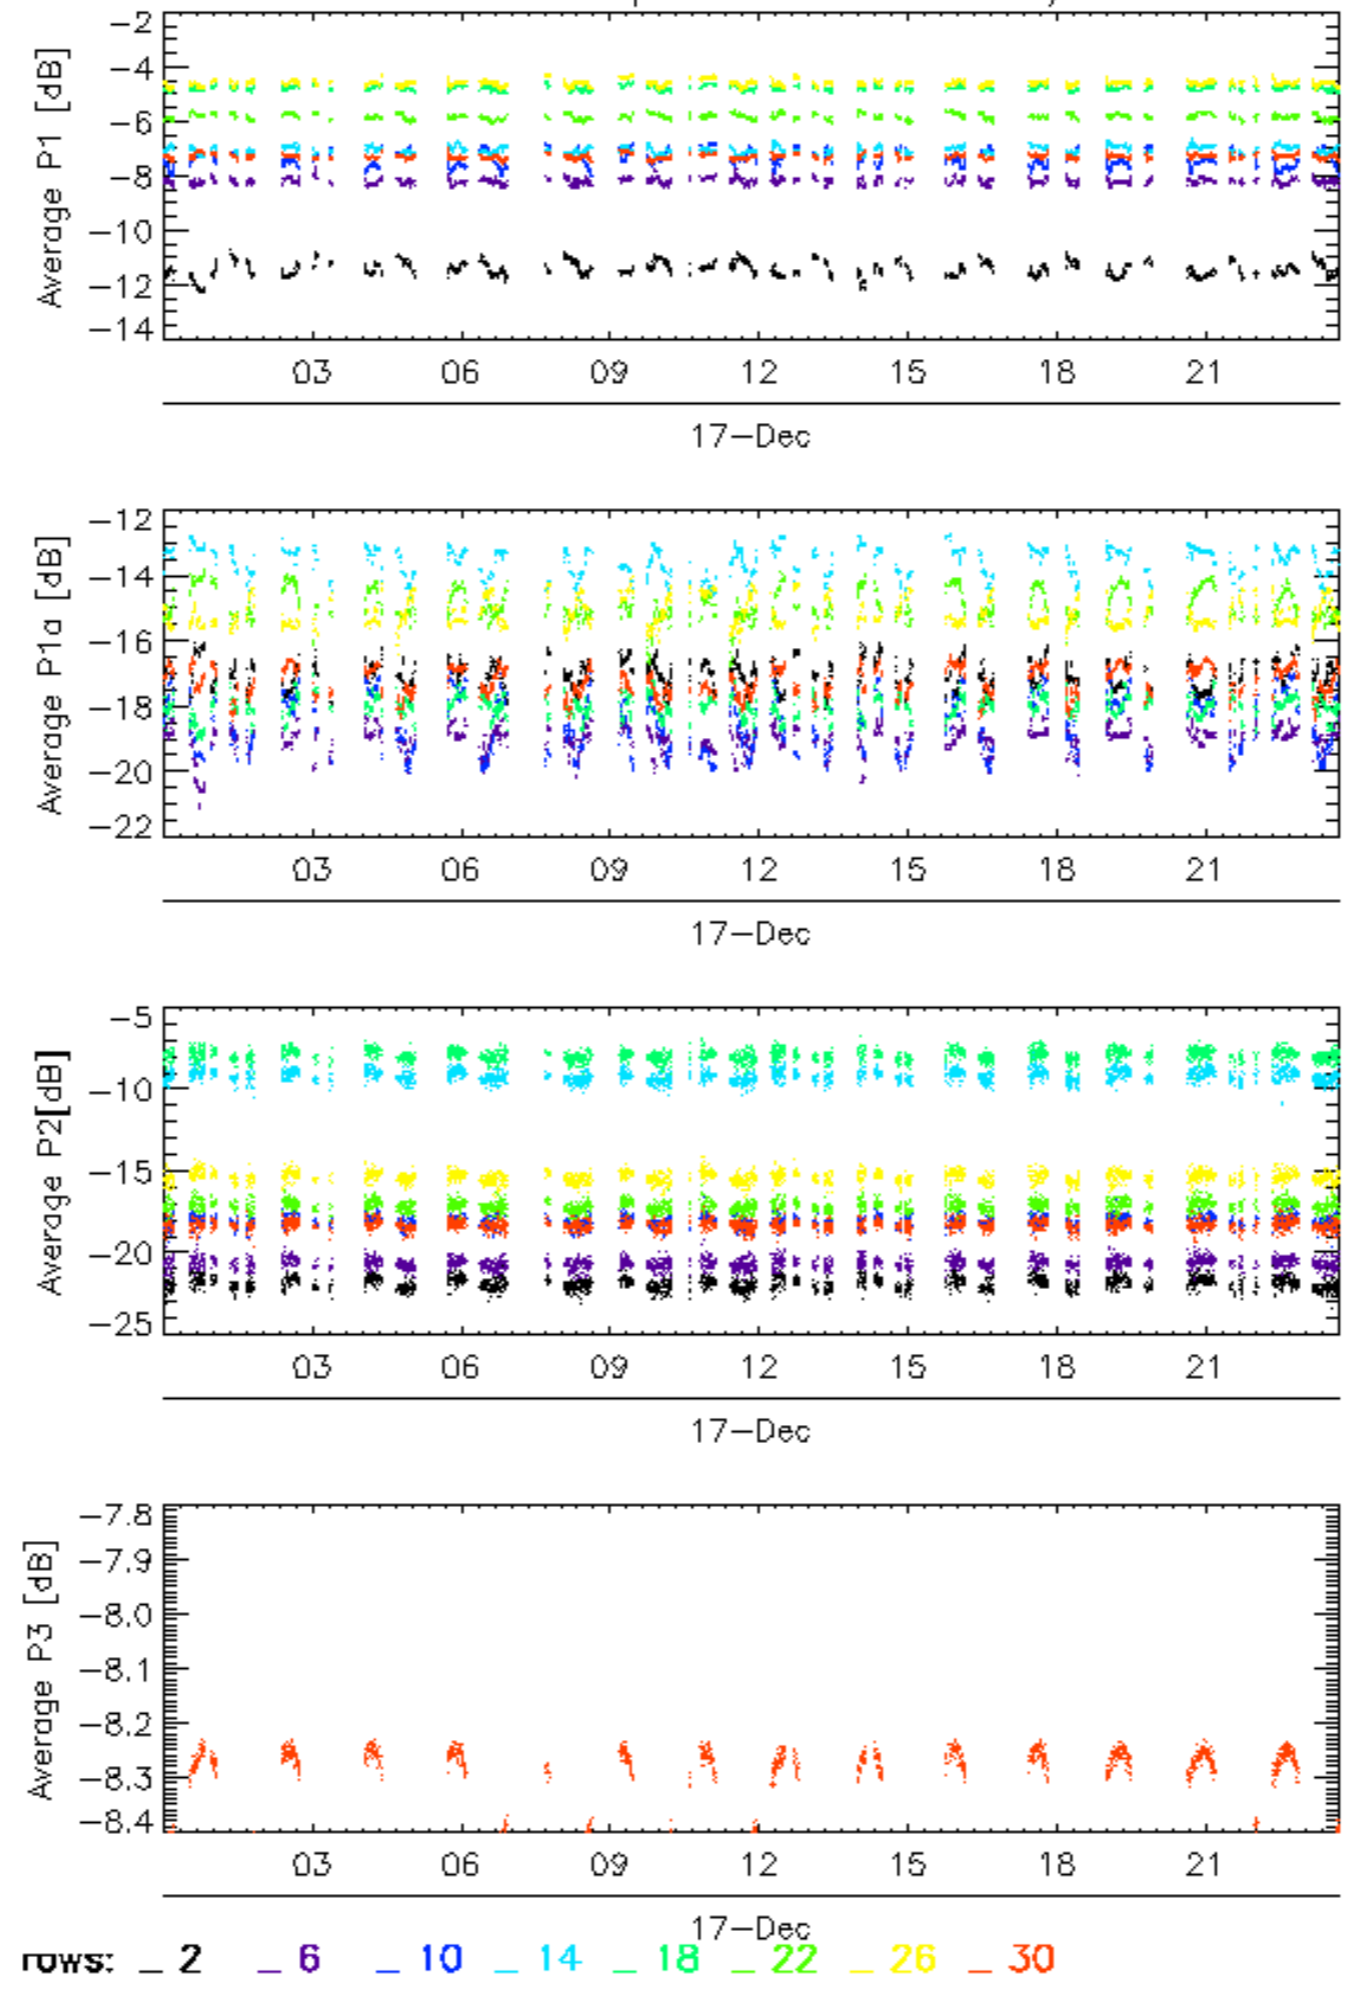 Average P1 [dB]
-2
-4
-6
-8
-10
-12
-14
03 06 09 12 15 18 21
17-Dec
Average P1a [dB]
-12
-14
-16
-18
-20
-22
03 06 09 12 15 18 21
17-Dec
Average P2[dB]
-5
-10
-15
-20
-25
03 06 09 12 15 18 21
17-Dec
Average P3 [dB]
-7.8
-7.9
-8.0
-8.1
-8.2
-8.3
-8.4
03 06 09 12 15 18 21
17-Dec
rows: _ 2 _ 6 _ 10 _ 14 _ 18 _ 22 _ 26 _ 30